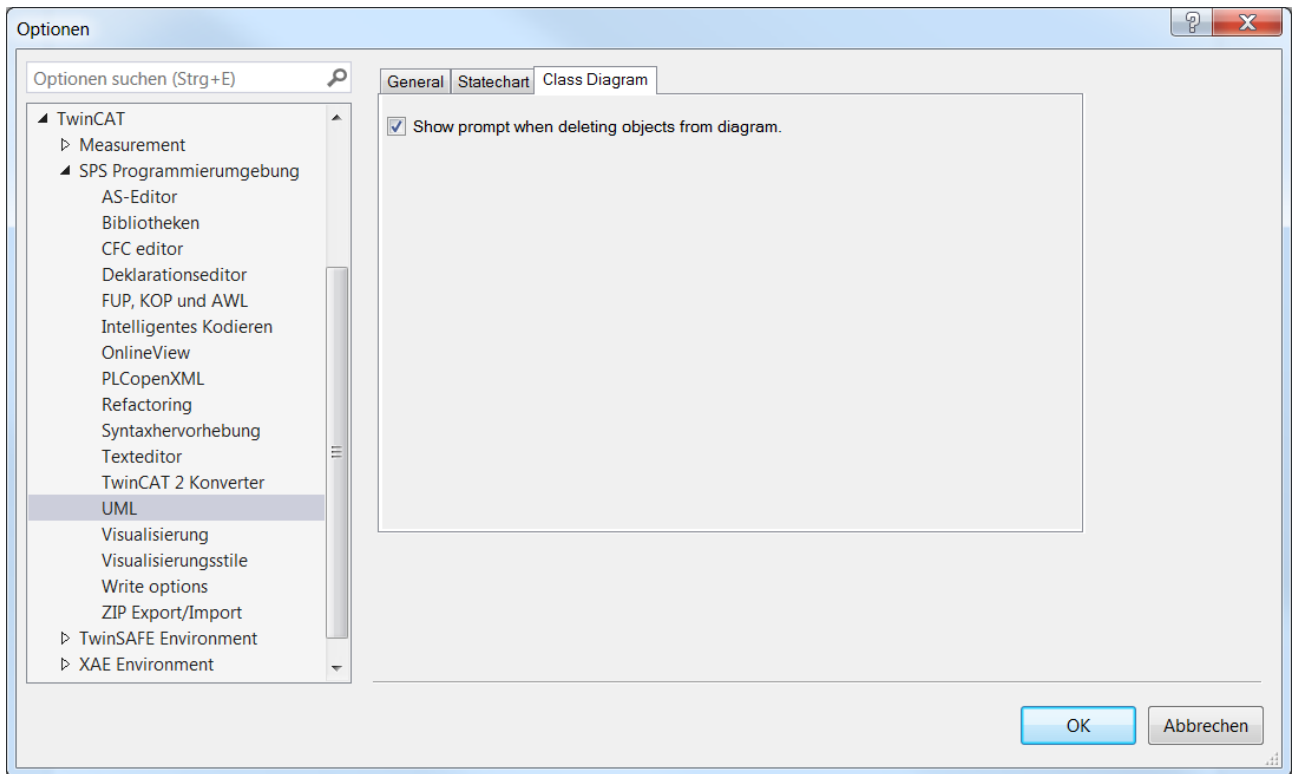 Optionen
Optionen suchen (Strg+E)
TwinCAT
Measurement
SPS Programmierumgebung
AS-Editor
Bibliotheken
CFC editor
Deklarationseditor
FUP, KOP und AWL
Intelligentes Kodieren
OnlineView
PLCopenXML
Refactoring
Syntaxhervorhebung
Texteditor
TwinCAT 2 Konverter
UML
Visualisierung
Visualisierungsstile
Write options
ZIP Export/Import
TwinSAFE Environment
XAE Environment
General Statechart Class Diagram
Show prompt when deleting objects from diagram.
OK Abbrechen